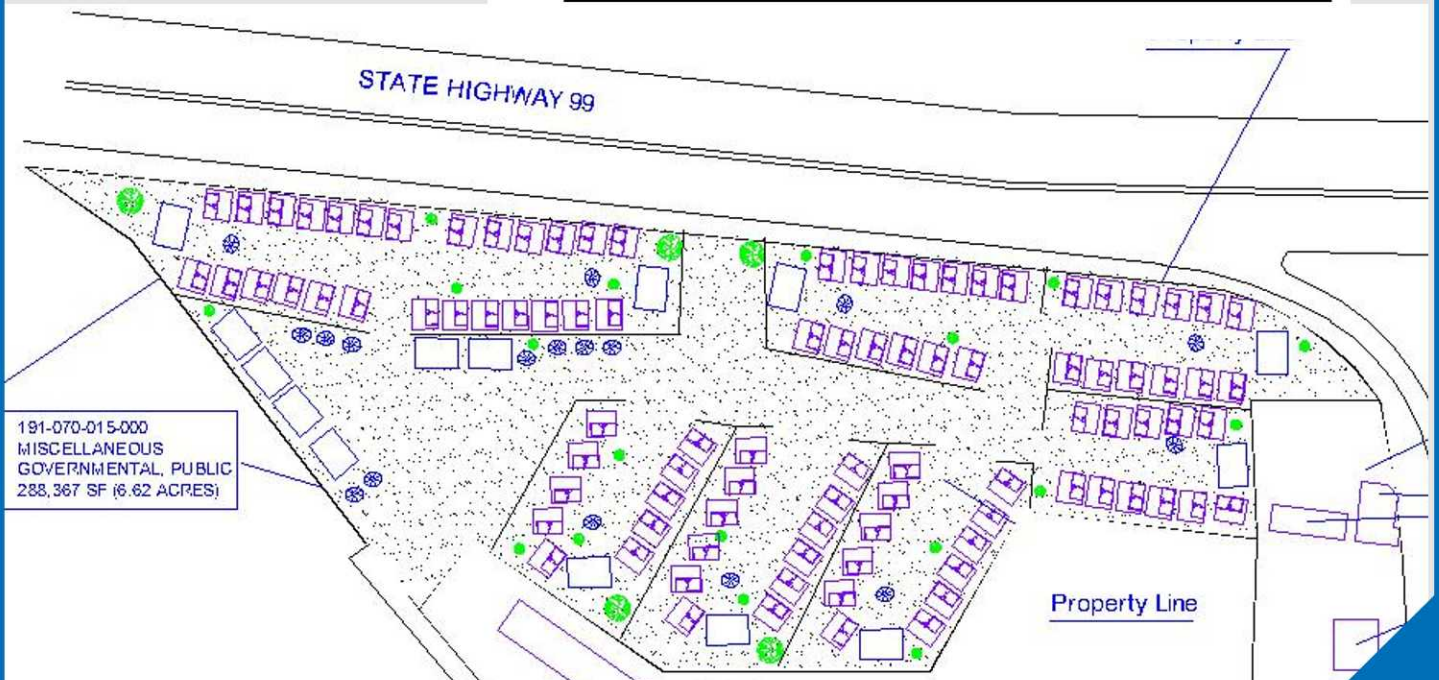 STATE HIGHWAY 99
191-070-015-000
MISCELLANEOUS
GOVERNMENTAL, PUBLIC
288,367 SF (6.62 ACRES)
Property Line